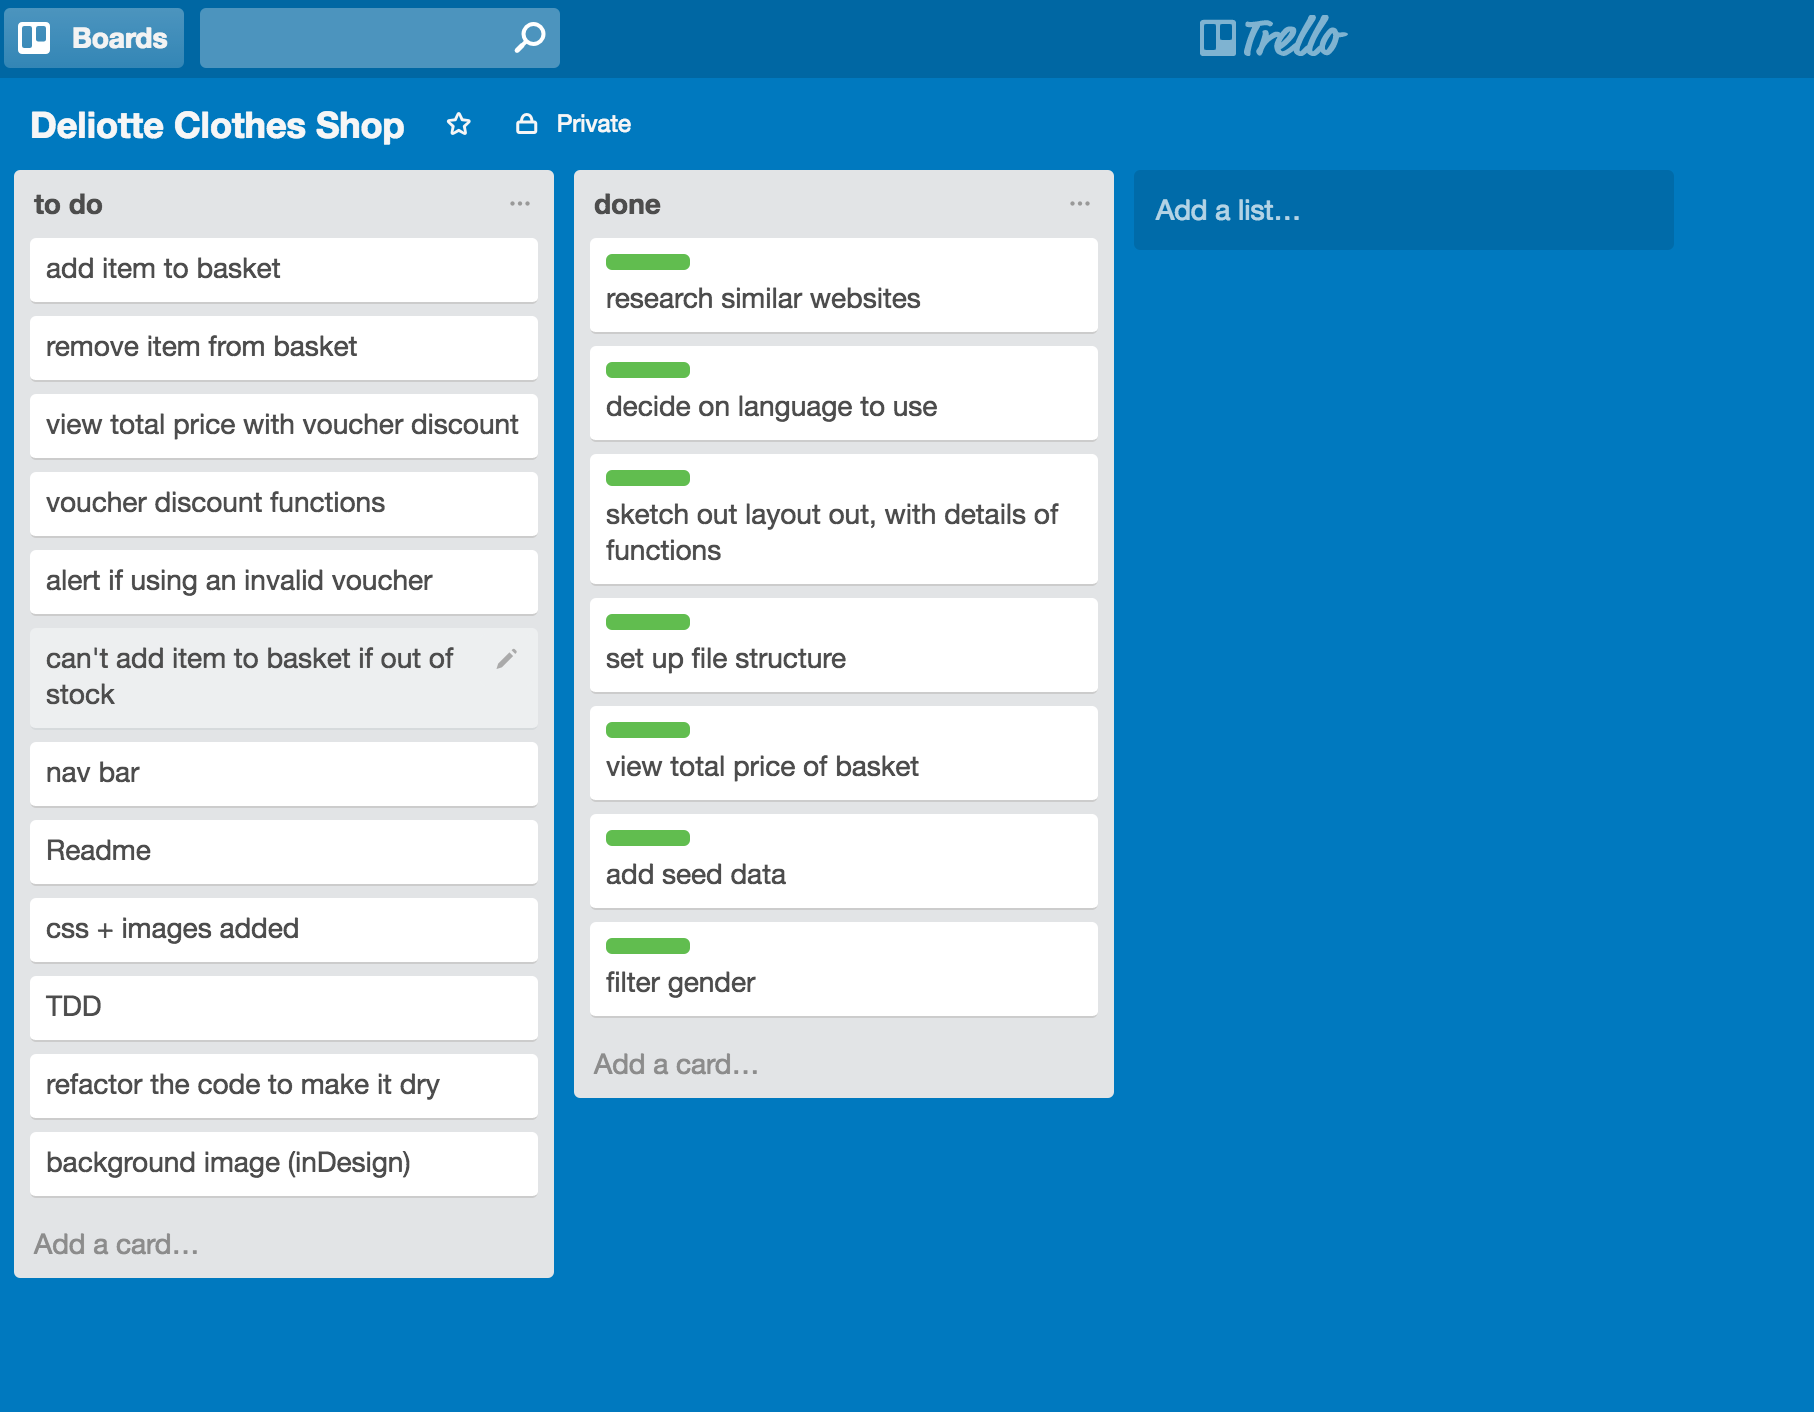 Boards
Trello
Deliotte Clothes Shop
Private
to do
add item to basket
remove item from basket
view total price with voucher discount
voucher discount functions
alert if using an invalid voucher
can't add item to basket if out of
stock
nav bar
Readme
css + images added
TDD
refactor the code to make it dry
background image (inDesign)
Add a card…
done
research similar websites
decide on language to use
sketch out layout out, with details of
functions
set up file structure
view total price of basket
add seed data
filter gender
Add a card…
Add a list…